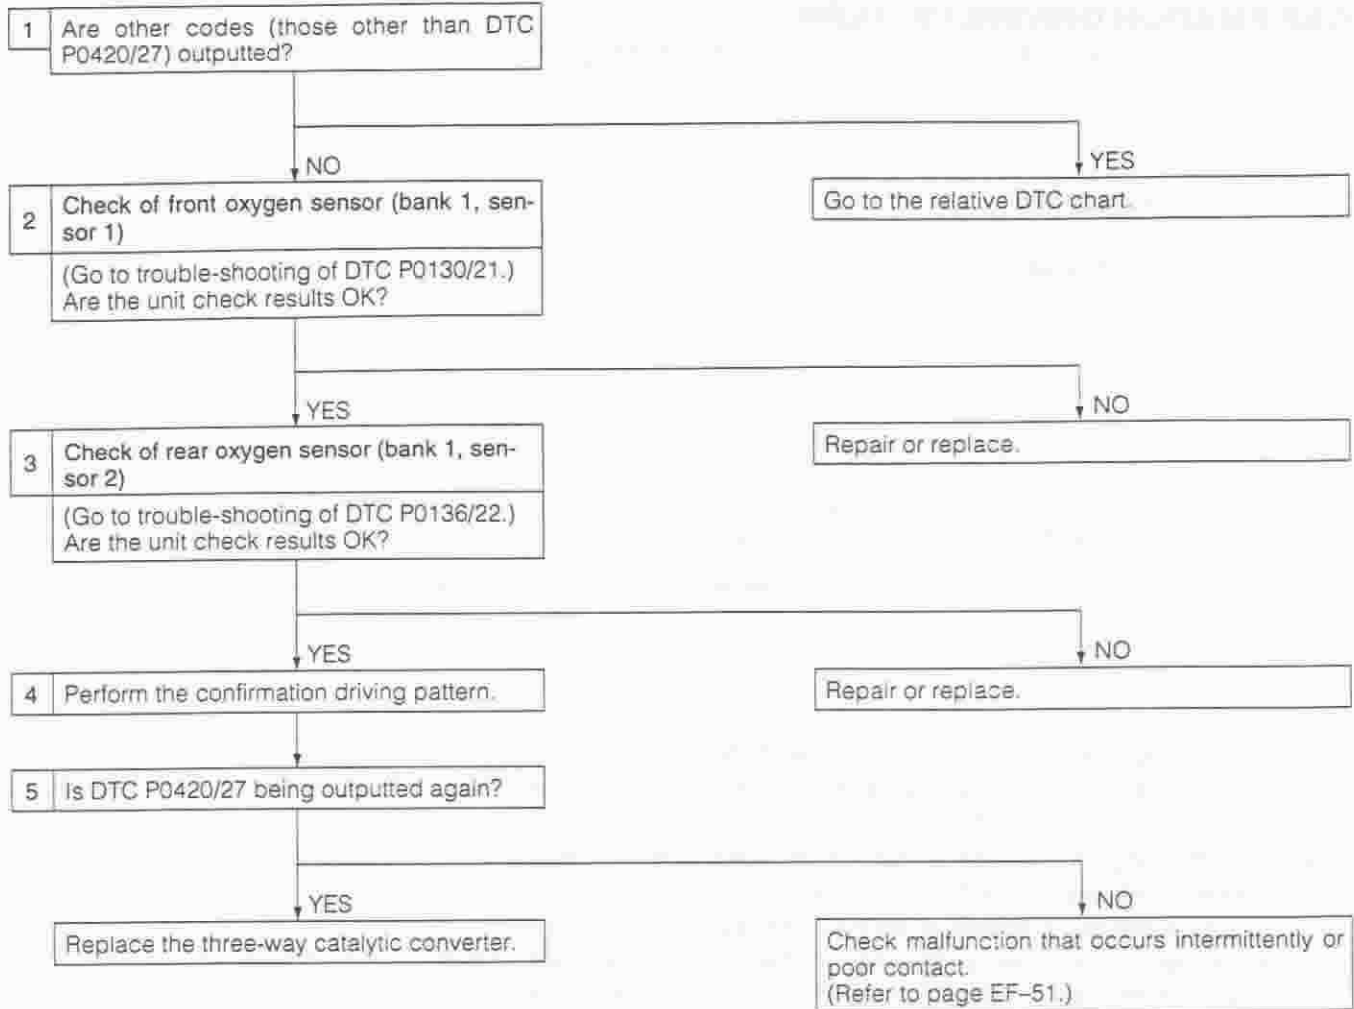 1 Are other codes (those other than DTC
P0420/27) outputted?
NO
YES
2 Check of front oxygen sensor (bank 1, sen-
sor 1)
Go to the relative DTC chart.
(Go to trouble-shooting of DTC P0130/21.)
Are the unit check results OK?
YES
NO
3 Check of rear oxygen sensor (bank 1, sen-
sor 2)
Repair or replace.
(Go to trouble-shooting of DTC P0136/22.)
Are the unit check results OK?
YES
NO
4 Perform the confirmation driving pattern.
Repair or replace.
5 Is DTC P0420/27 being outputted again?
YES
NO
Replace the three-way catalytic converter.
Check malfunction that occurs intermittently or
poor contact.
(Refer to page EF–51.)